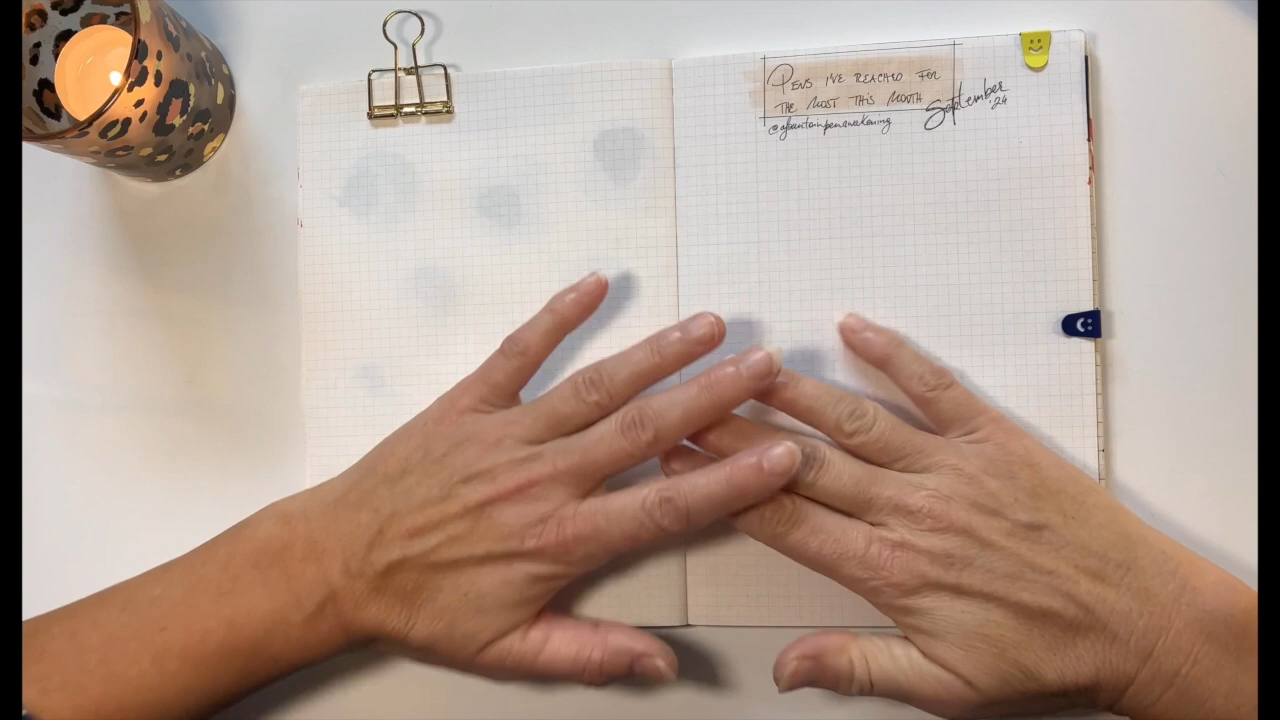 PENS I'VE REACHED FOR
THE MOST THIS MONTH
September
'24
@afountainpenawakening